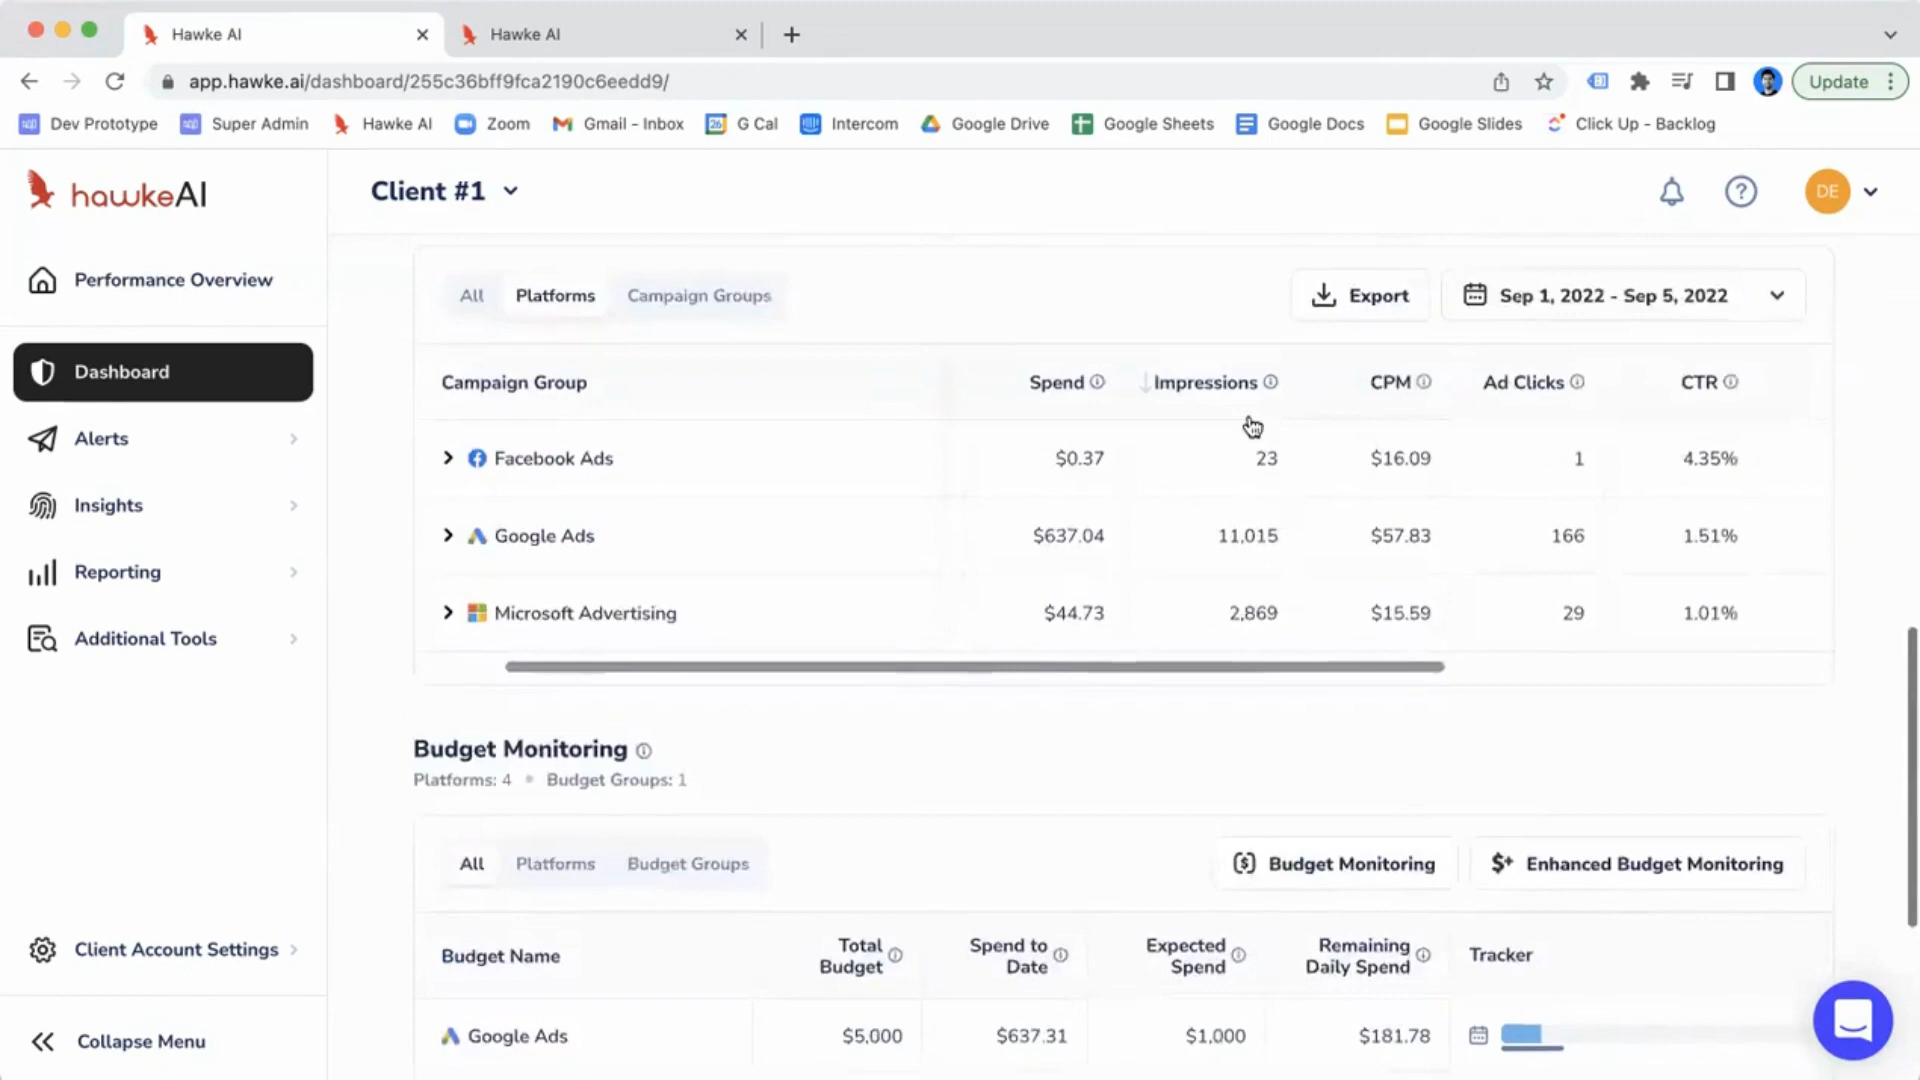 Hawke AI
Hawke AI
app.hawke.ai/dashboard/255c36bff9fca2190c6eedd9/
Update
Dev Prototype
Super Admin
Hawke AI
Zoom
Gmail - Inbox
G Cal
Intercom
Google Drive
Google Sheets
Google Docs
Google Slides
Click Up - Backlog
hawkeAI
Client #1
DE
Performance Overview
Dashboard
Alerts
Insights
Reporting
Additional Tools
Client Account Settings
Collapse Menu
All Platforms Campaign Groups
Export
Sep 1, 2022 - Sep 5, 2022
Campaign Group Spend Impressions CPM Ad Clicks CTR
Facebook Ads $0.37 23 $16.09 1 4.35%
Google Ads $637.04 11,015 $57.83 166 1.51%
Microsoft Advertising $44.73 2,869 $15.59 29 1.01%
Budget Monitoring
Platforms: 4 • Budget Groups: 1
All Platforms Budget Groups
Budget Monitoring
Enhanced Budget Monitoring
Budget Name
Total
Budget
Spend to
Date
Expected
Spend
Remaining
Daily Spend
Tracker
Google Ads $5,000 $637.31 $1,000 $181.78